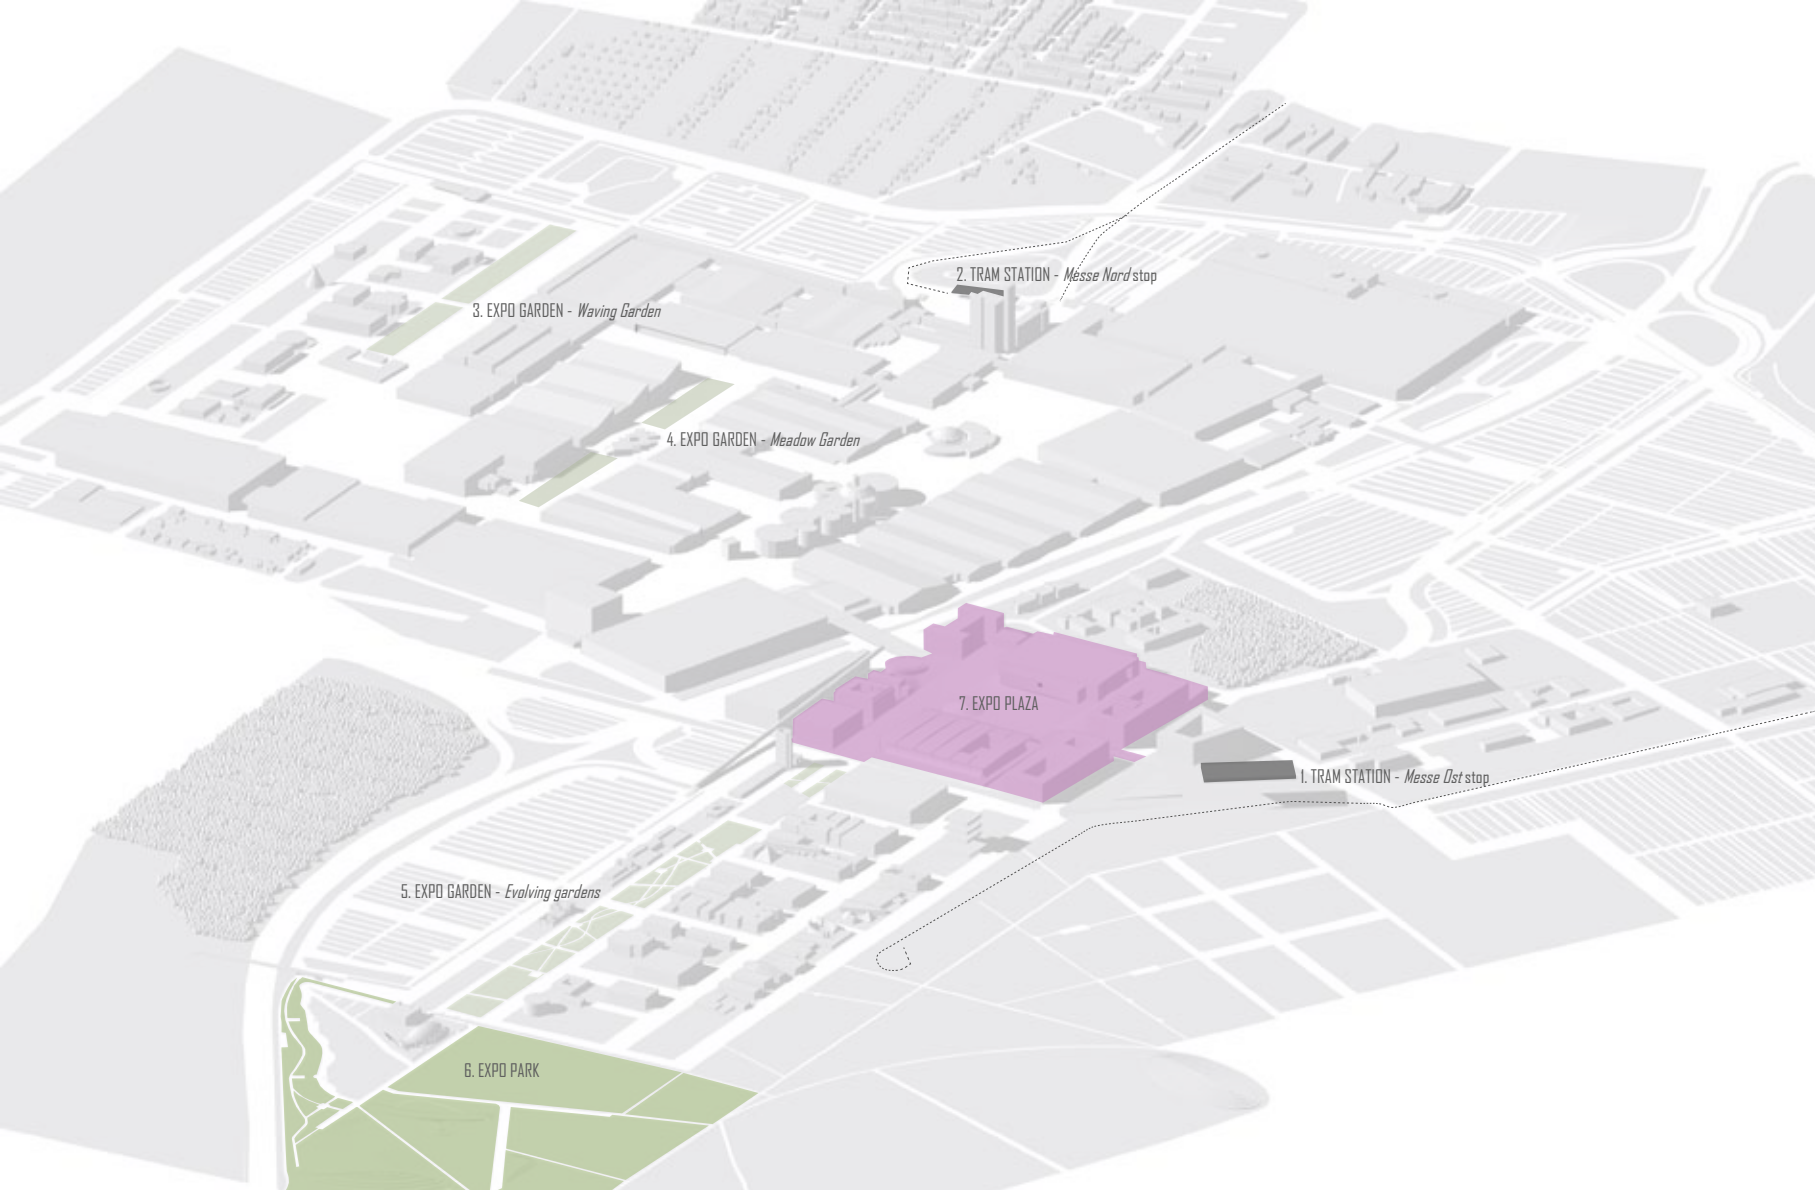 2. TRAM STATION - Messe Nord stop
3. EXPO GARDEN - Waving Garden
4. EXPO GARDEN - Meadow Garden
7. EXPO PLAZA
1. TRAM STATION - Messe Ost stop
5. EXPO GARDEN - Evolving gardens
6. EXPO PARK